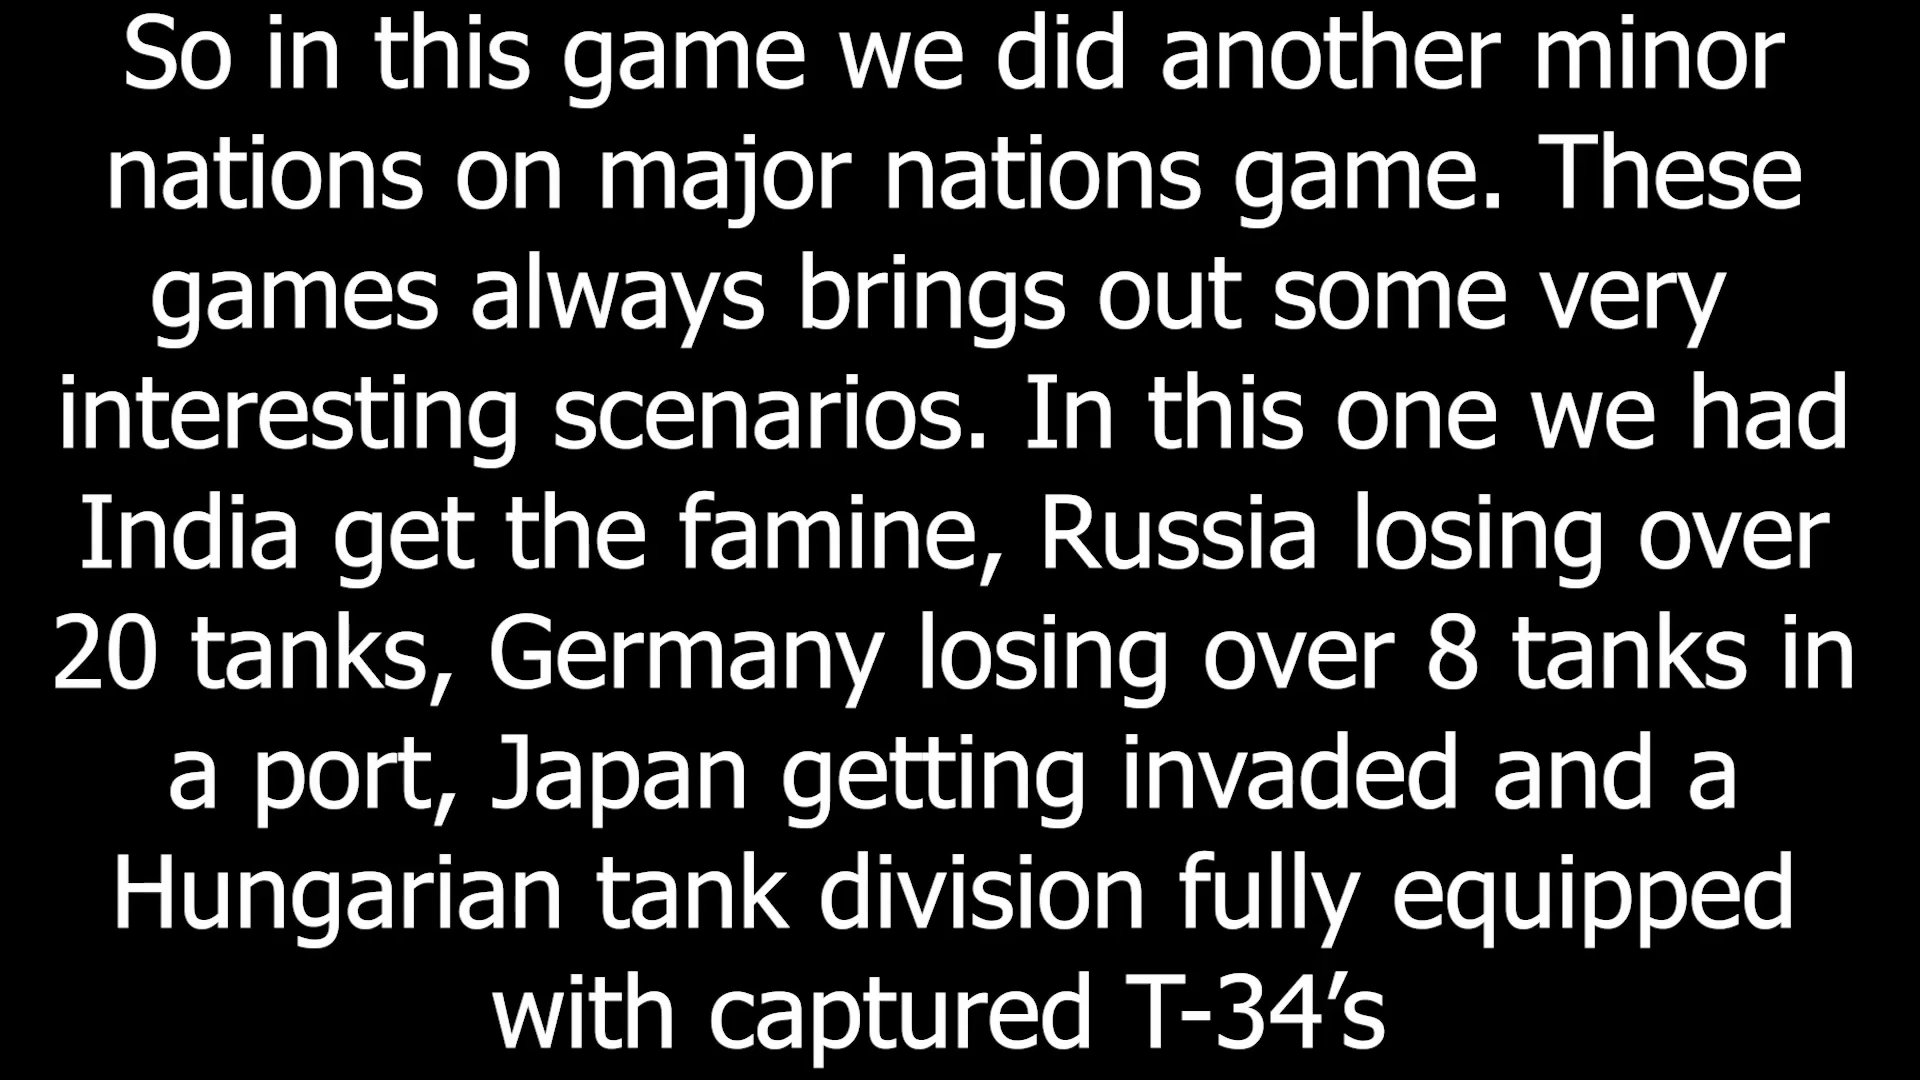 So in this game we did another minor
nations on major nations game. These
games always brings out some very
interesting scenarios. In this one we had
India get the famine, Russia losing over
20 tanks, Germany losing over 8 tanks in
a port, Japan getting invaded and a
Hungarian tank division fully equipped
with captured T-34’s